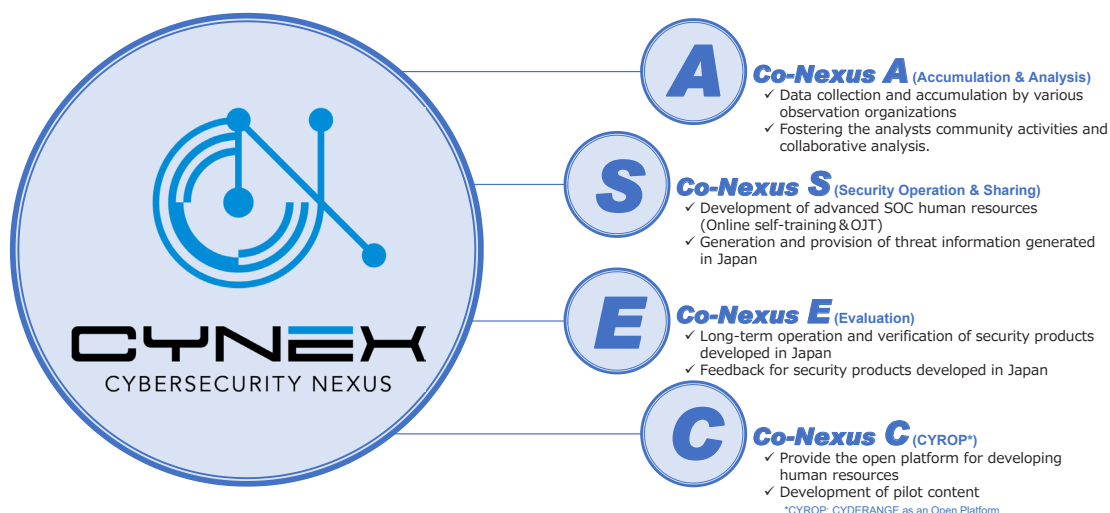 CYNEX
CYBERSECURITY NEXUS
A
Co-Nexus A (Accumulation & Analysis)
✓ Data collection and accumulation by various
observation organizations
✓ Fostering the analysts community activities and
collaborative analysis.
S
Co-Nexus S (Security Operation & Sharing)
✓ Development of advanced SOC human resources
(Online self-training&OJT)
✓ Generation and provision of threat information generated
in Japan
E
Co-Nexus E (Evaluation)
✓ Long-term operation and verification of security products
developed in Japan
✓ Feedback for security products developed in Japan
C
Co-Nexus C (CYROP*)
✓ Provide the open platform for developing
human resources
✓ Development of pilot content
*CYROP: CYDERANGE as an Open Platform